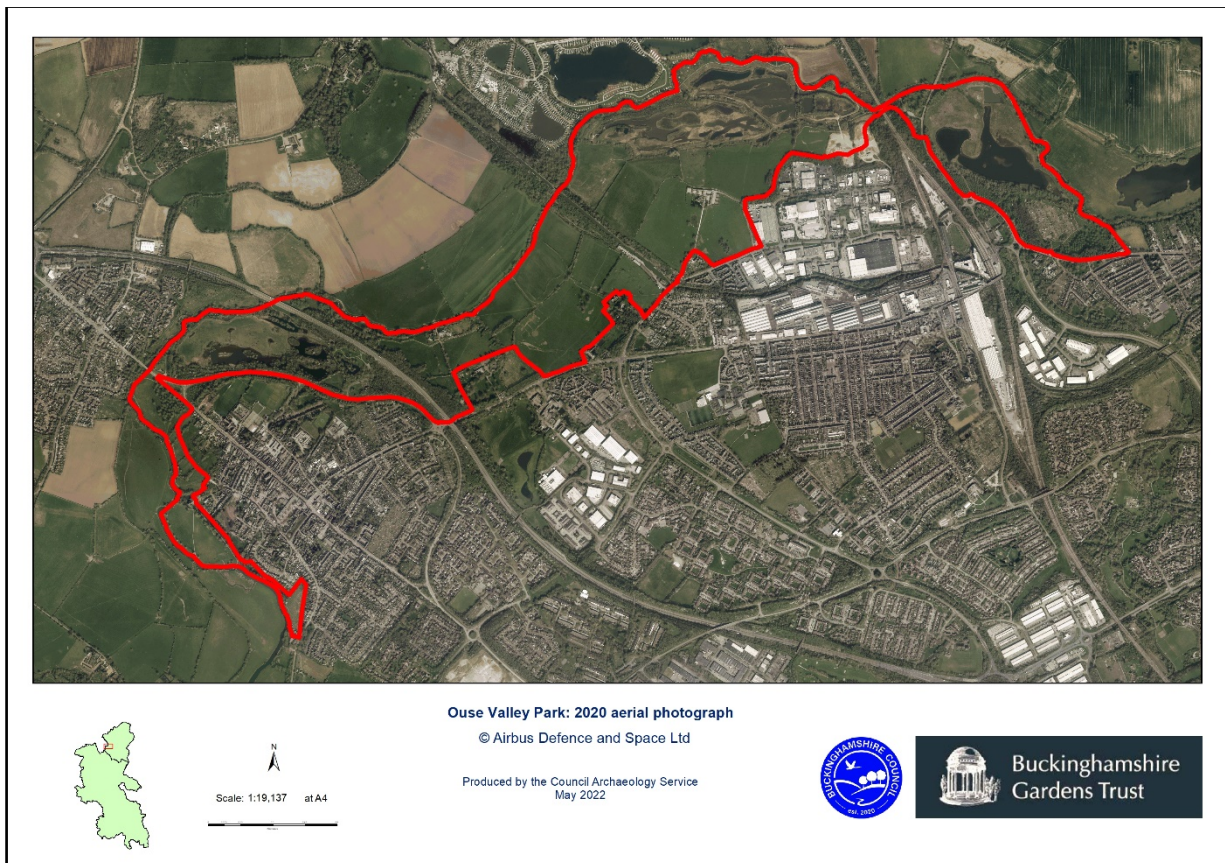 Ouse Valley Park: 2020 aerial photograph
© Airbus Defence and Space Ltd
Produced by the Council Archaeology Service
May 2022
N
Scale: 1:19,137 at A4
BUCKINGHAMSHIRE COUNCIL
est. 2020
Buckinghamshire
Gardens Trust